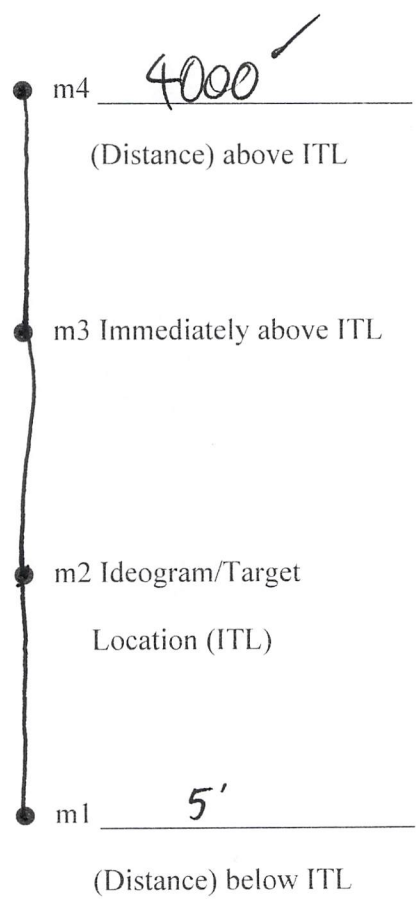 m4 4000'
(Distance) above ITL
m3 Immediately above ITL
m2 Ideogram/Target
Location (ITL)
m1 5'
(Distance) below ITL